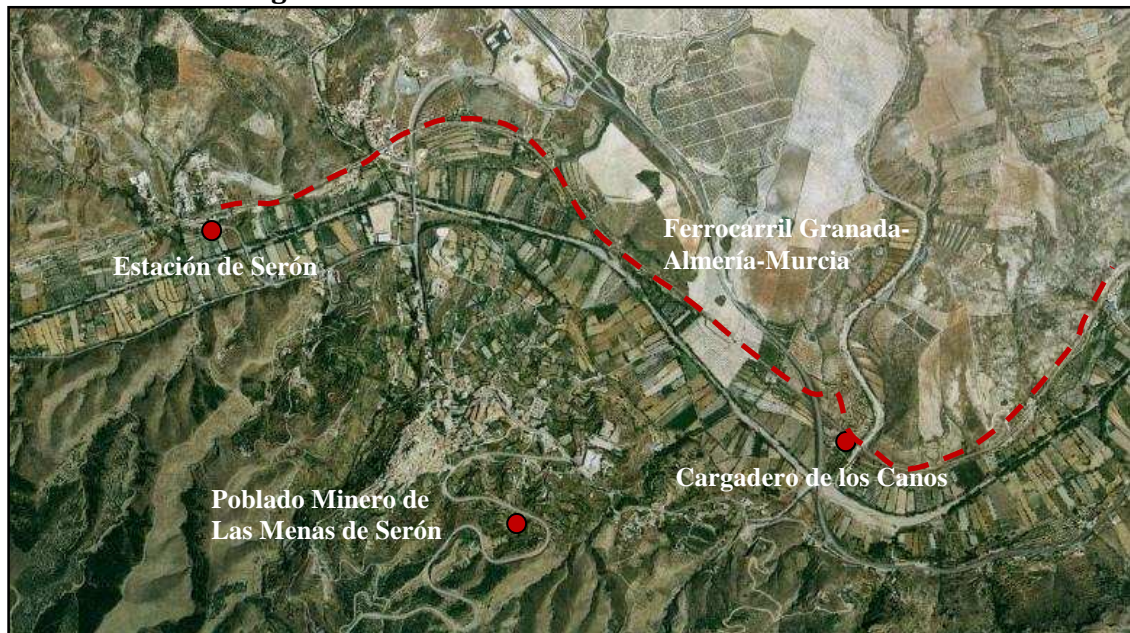 Estación de Serón
Ferrocarril Granada-
Almería-Murcia
Poblado Minero de
Las Menas de Serón
Cargadero de los Canos